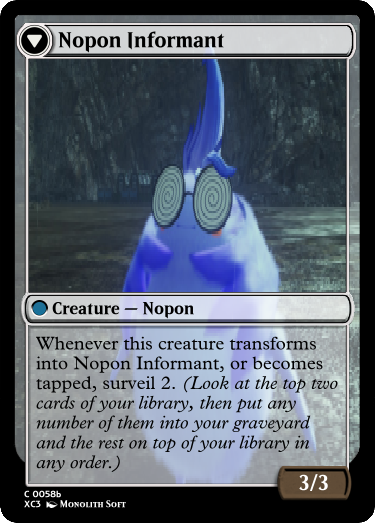 Nopon Informant
Creature — Nopon
Whenever this creature transforms
into Nopon Informant, or becomes
tapped, surveil 2. (Look at the top two
cards of your library, then put any
number of them into your graveyard
and the rest on top of your library in
any order.)
3/3
C 0058b
XC3 Monolith Soft